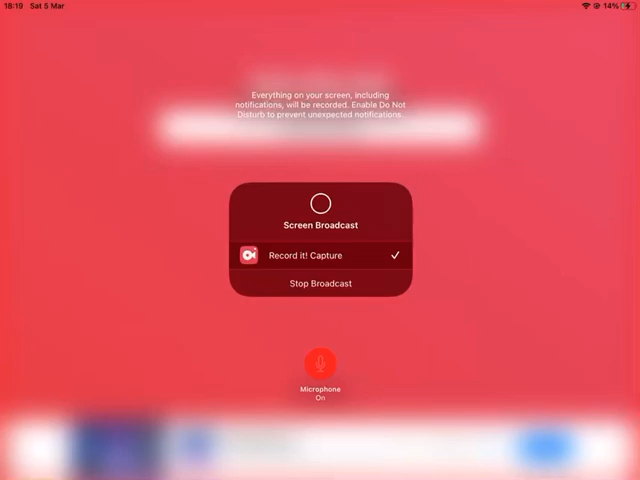 18:19 Sat 5 Mar 14%
Everything on your screen, including
notifications, will be recorded. Enable Do Not
Disturb to prevent unexpected notifications.
Screen Broadcast
Record it! Capture
Stop Broadcast
Microphone
On